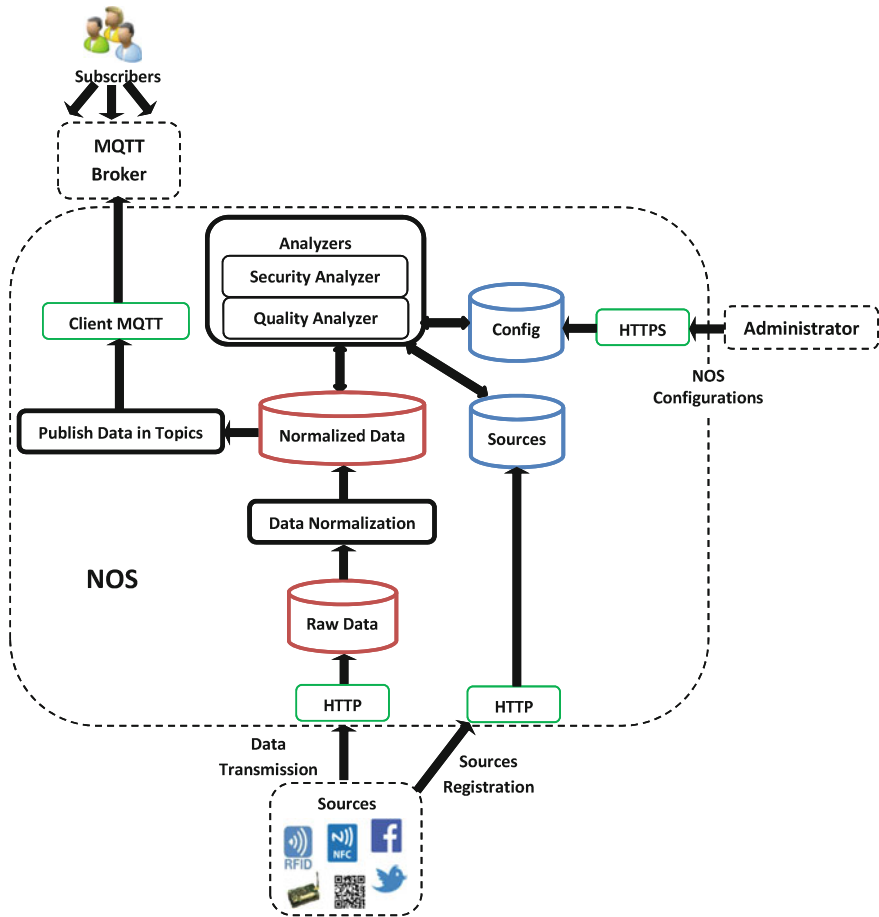 Subscribers
MQTT
Broker
Analyzers
Security Analyzer
Quality Analyzer
Client MQTT
Config
HTTPS
Administrator
NOS
Configurations
Publish Data in Topics
Normalized Data
Sources
Data Normalization
NOS
Raw Data
HTTP
HTTP
Data
Transmission
Sources
Registration
Sources
RFID
NFC
f